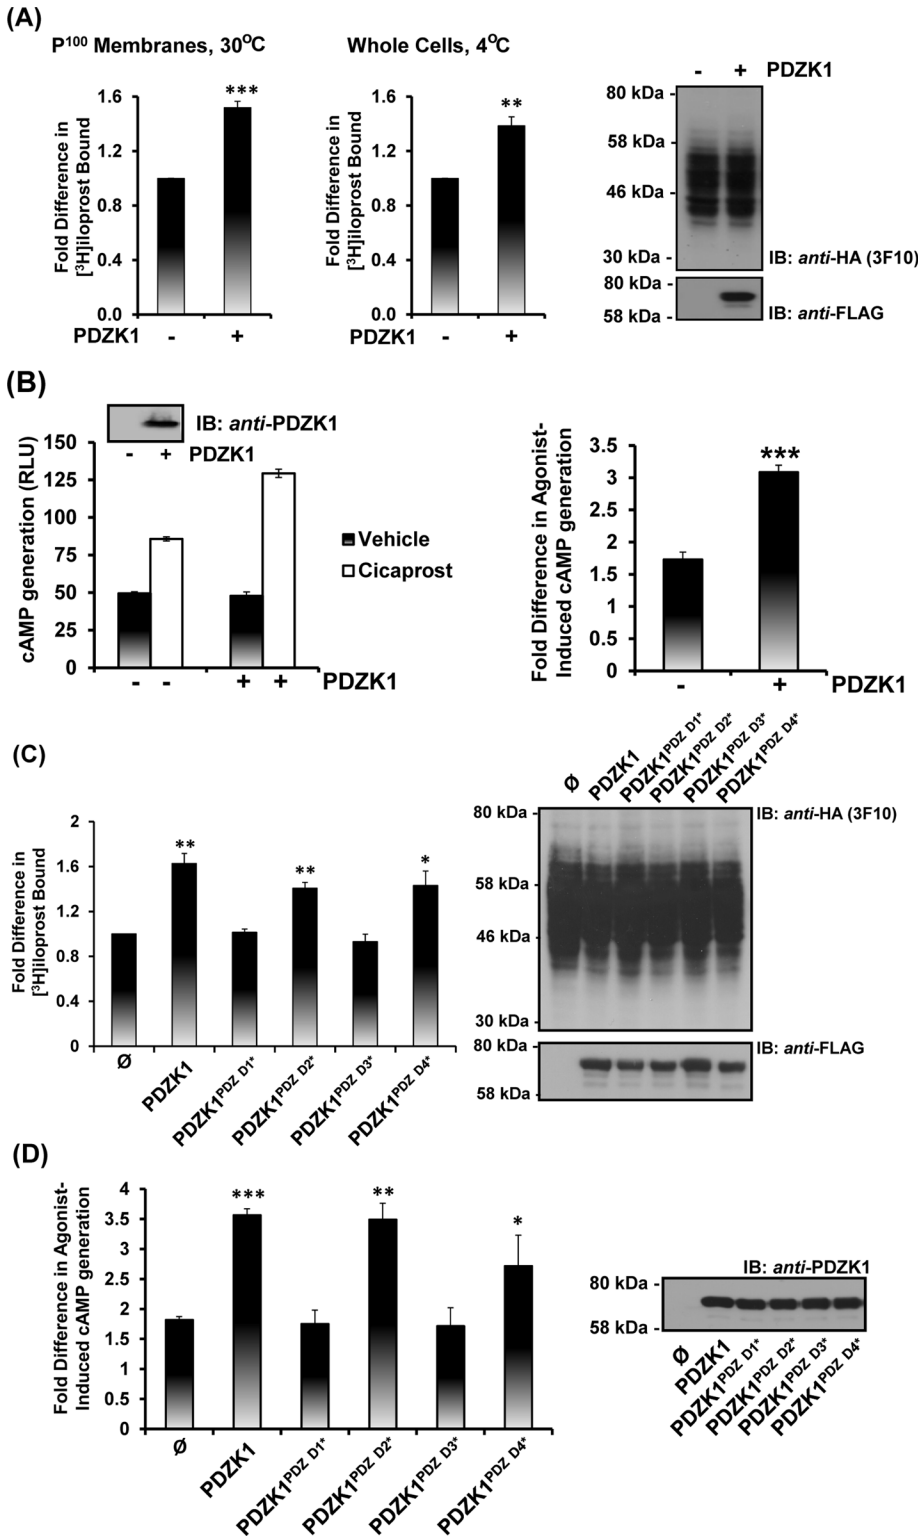 (A)
P¹⁰⁰ Membranes, 30⁰C
Fold Difference in
[³H]iloprost Bound
1.6
1.2
0.8
0.4
0.0
***
PDZK1 - +
Whole Cells, 4⁰C
Fold Difference in
[³H]iloprost Bound
1.6
1.2
0.8
0.4
0.0
**
PDZK1 - +
- + PDZK1
80 kDa -
58 kDa -
46 kDa -
30 kDa -
IB: anti-HA (3F10)
80 kDa -
58 kDa -
IB: anti-FLAG
(B)
IB: anti-PDZK1
- + PDZK1
cAMP generation (RLU)
150
125
100
75
50
25
0
Vehicle
Cicaprost
- - + + PDZK1
Fold Difference in Agonist-
Induced cAMP generation
3.5
3
2.5
2
1.5
1
0.5
0
***
- + PDZK1
(C)
Fold Difference in
[³H]iloprost Bound
2
1.6
1.2
0.8
0.4
0
**
**
*
Ø
PDZK1
PDZK1PDZ D1*
PDZK1PDZ D2*
PDZK1PDZ D3*
PDZK1PDZ D4*
Ø
PDZK1
PDZK1PDZ D1*
PDZK1PDZ D2*
PDZK1PDZ D3*
PDZK1PDZ D4*
80 kDa -
58 kDa -
46 kDa -
30 kDa -
IB: anti-HA (3F10)
80 kDa -
58 kDa -
IB: anti-FLAG
(D)
Fold Difference in Agonist-
Induced cAMP generation
4
3.5
3
2.5
2
1.5
1
0.5
0
***
**
*
Ø
PDZK1
PDZK1PDZ D1*
PDZK1PDZ D2*
PDZK1PDZ D3*
PDZK1PDZ D4*
IB: anti-PDZK1
80 kDa -
58 kDa -
Ø
PDZK1
PDZK1PDZ D1*
PDZK1PDZ D2*
PDZK1PDZ D3*
PDZK1PDZ D4*